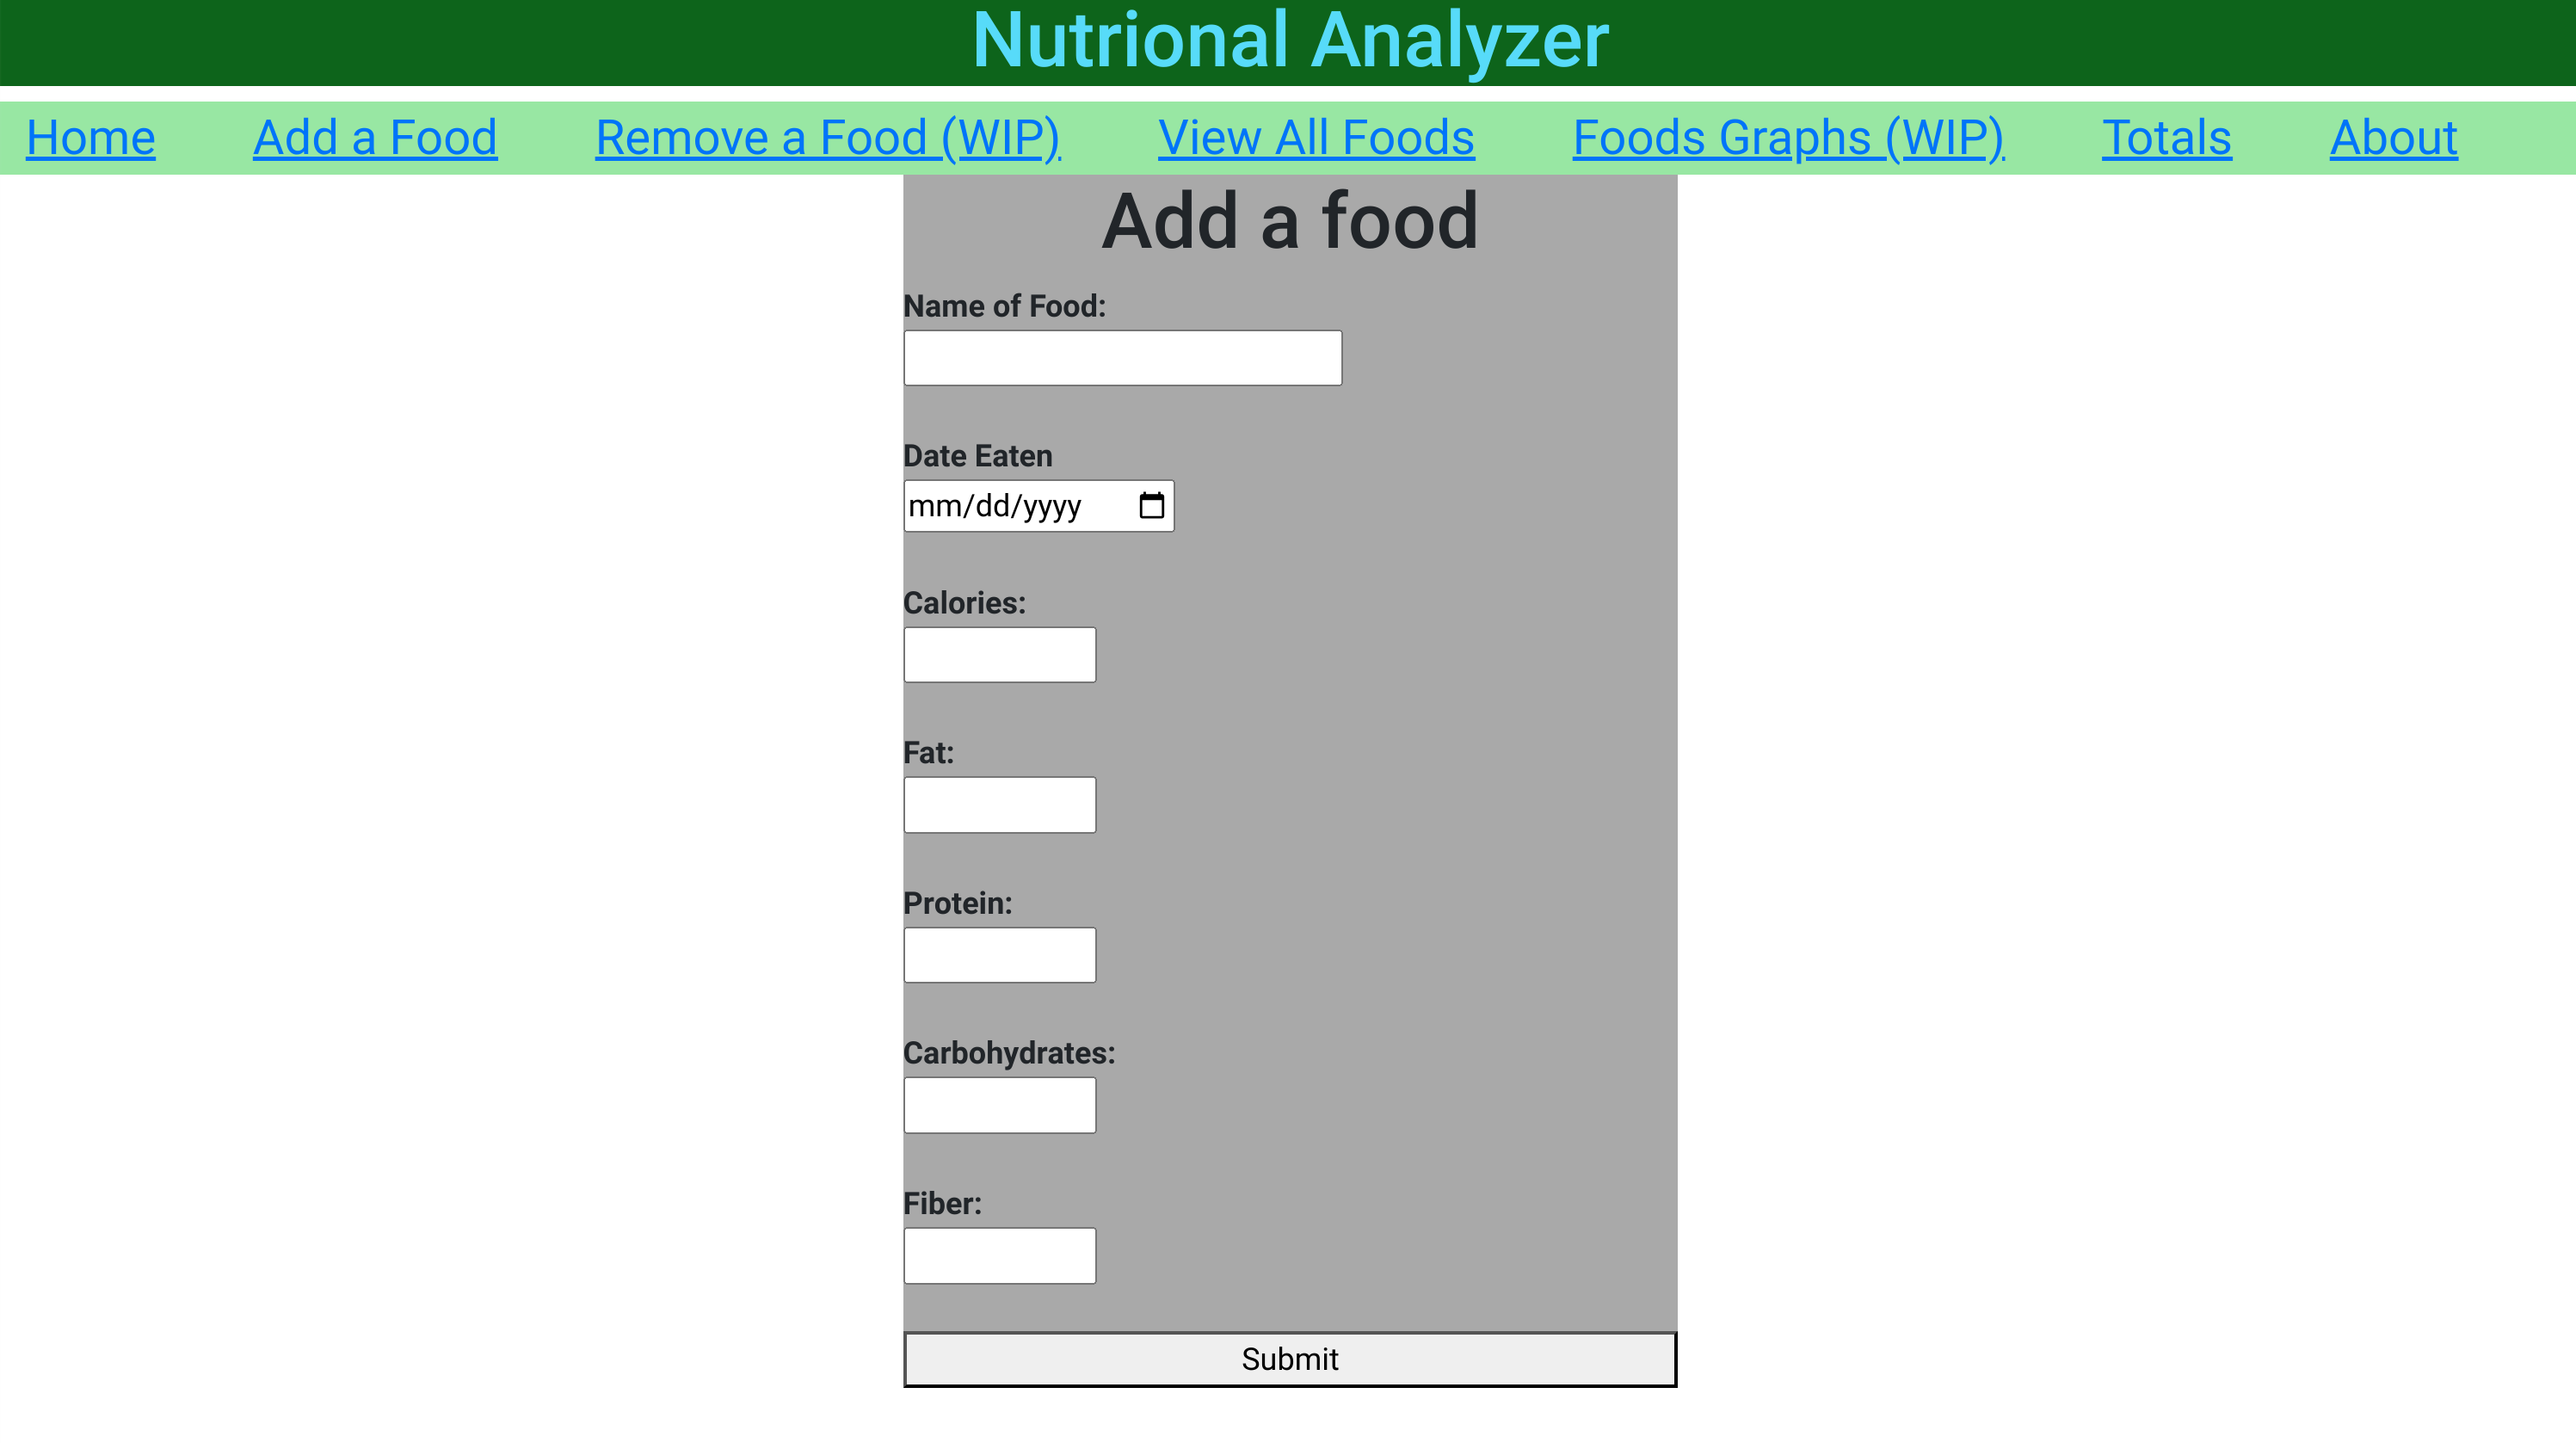 Nutrional Analyzer
Home Add a Food Remove a Food (WIP) View All Foods Foods Graphs (WIP) Totals About
Add a food
Name of Food:
Date Eaten
mm/dd/yyyy
Calories:
Fat:
Protein:
Carbohydrates:
Fiber:
Submit